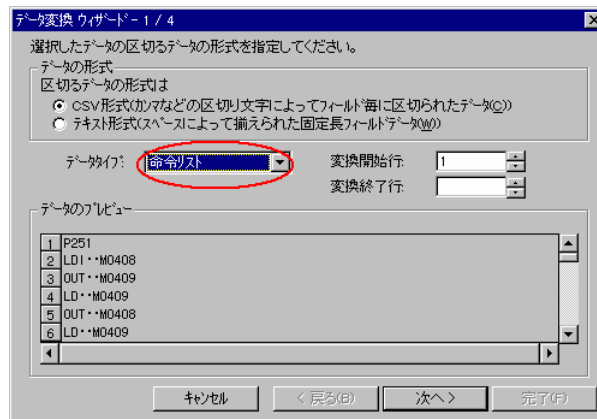 データ変換 ウィザード - 1 / 4
選択したデータの区切るデータの形式を指定してください。
データの形式
区切るデータの形式は
CSV形式(カンマなどの区切り文字によってフィールド毎に区切られたデータ(C))
テキスト形式(スペースによって揃えられた固定長フィールドデータ(W))
データタイプ: 命令リスト 変換開始行: 1
変換終了行:
データのプレビュー
1 P251
2 LDI・・M0408
3 OUT・・M0409
4 LD・・M0409
5 OUT・・M0408
6 LD・・M0409
キャンセル < 戻る(B) 次へ > 完了(F)